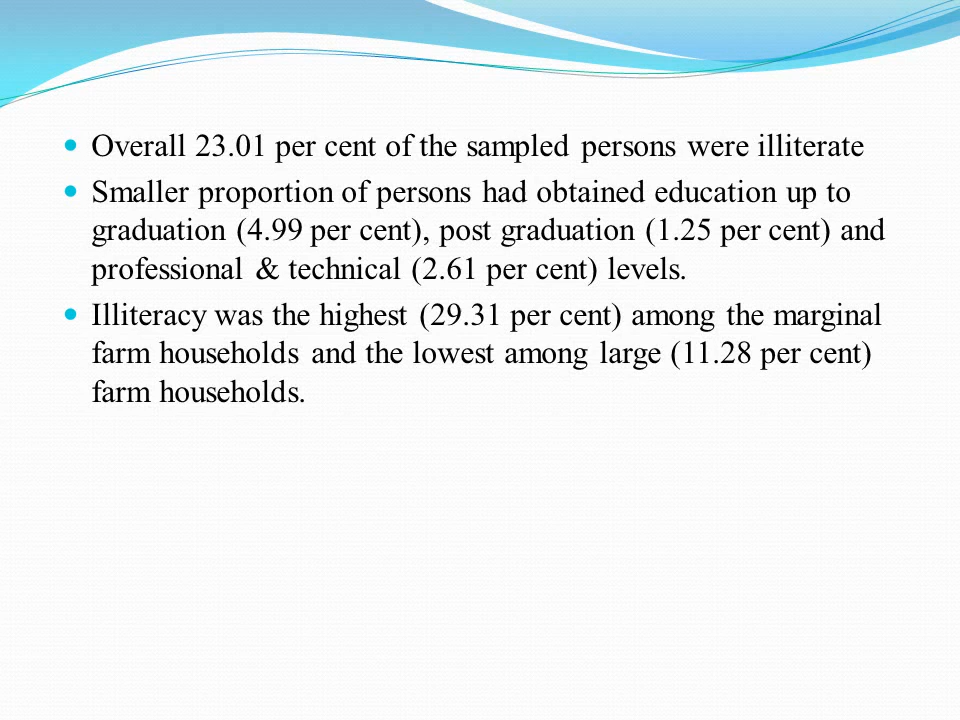 Overall 23.01 per cent of the sampled persons were illiterate
Smaller proportion of persons had obtained education up to
graduation (4.99 per cent), post graduation (1.25 per cent) and
professional & technical (2.61 per cent) levels.
Illiteracy was the highest (29.31 per cent) among the marginal
farm households and the lowest among large (11.28 per cent)
farm households.